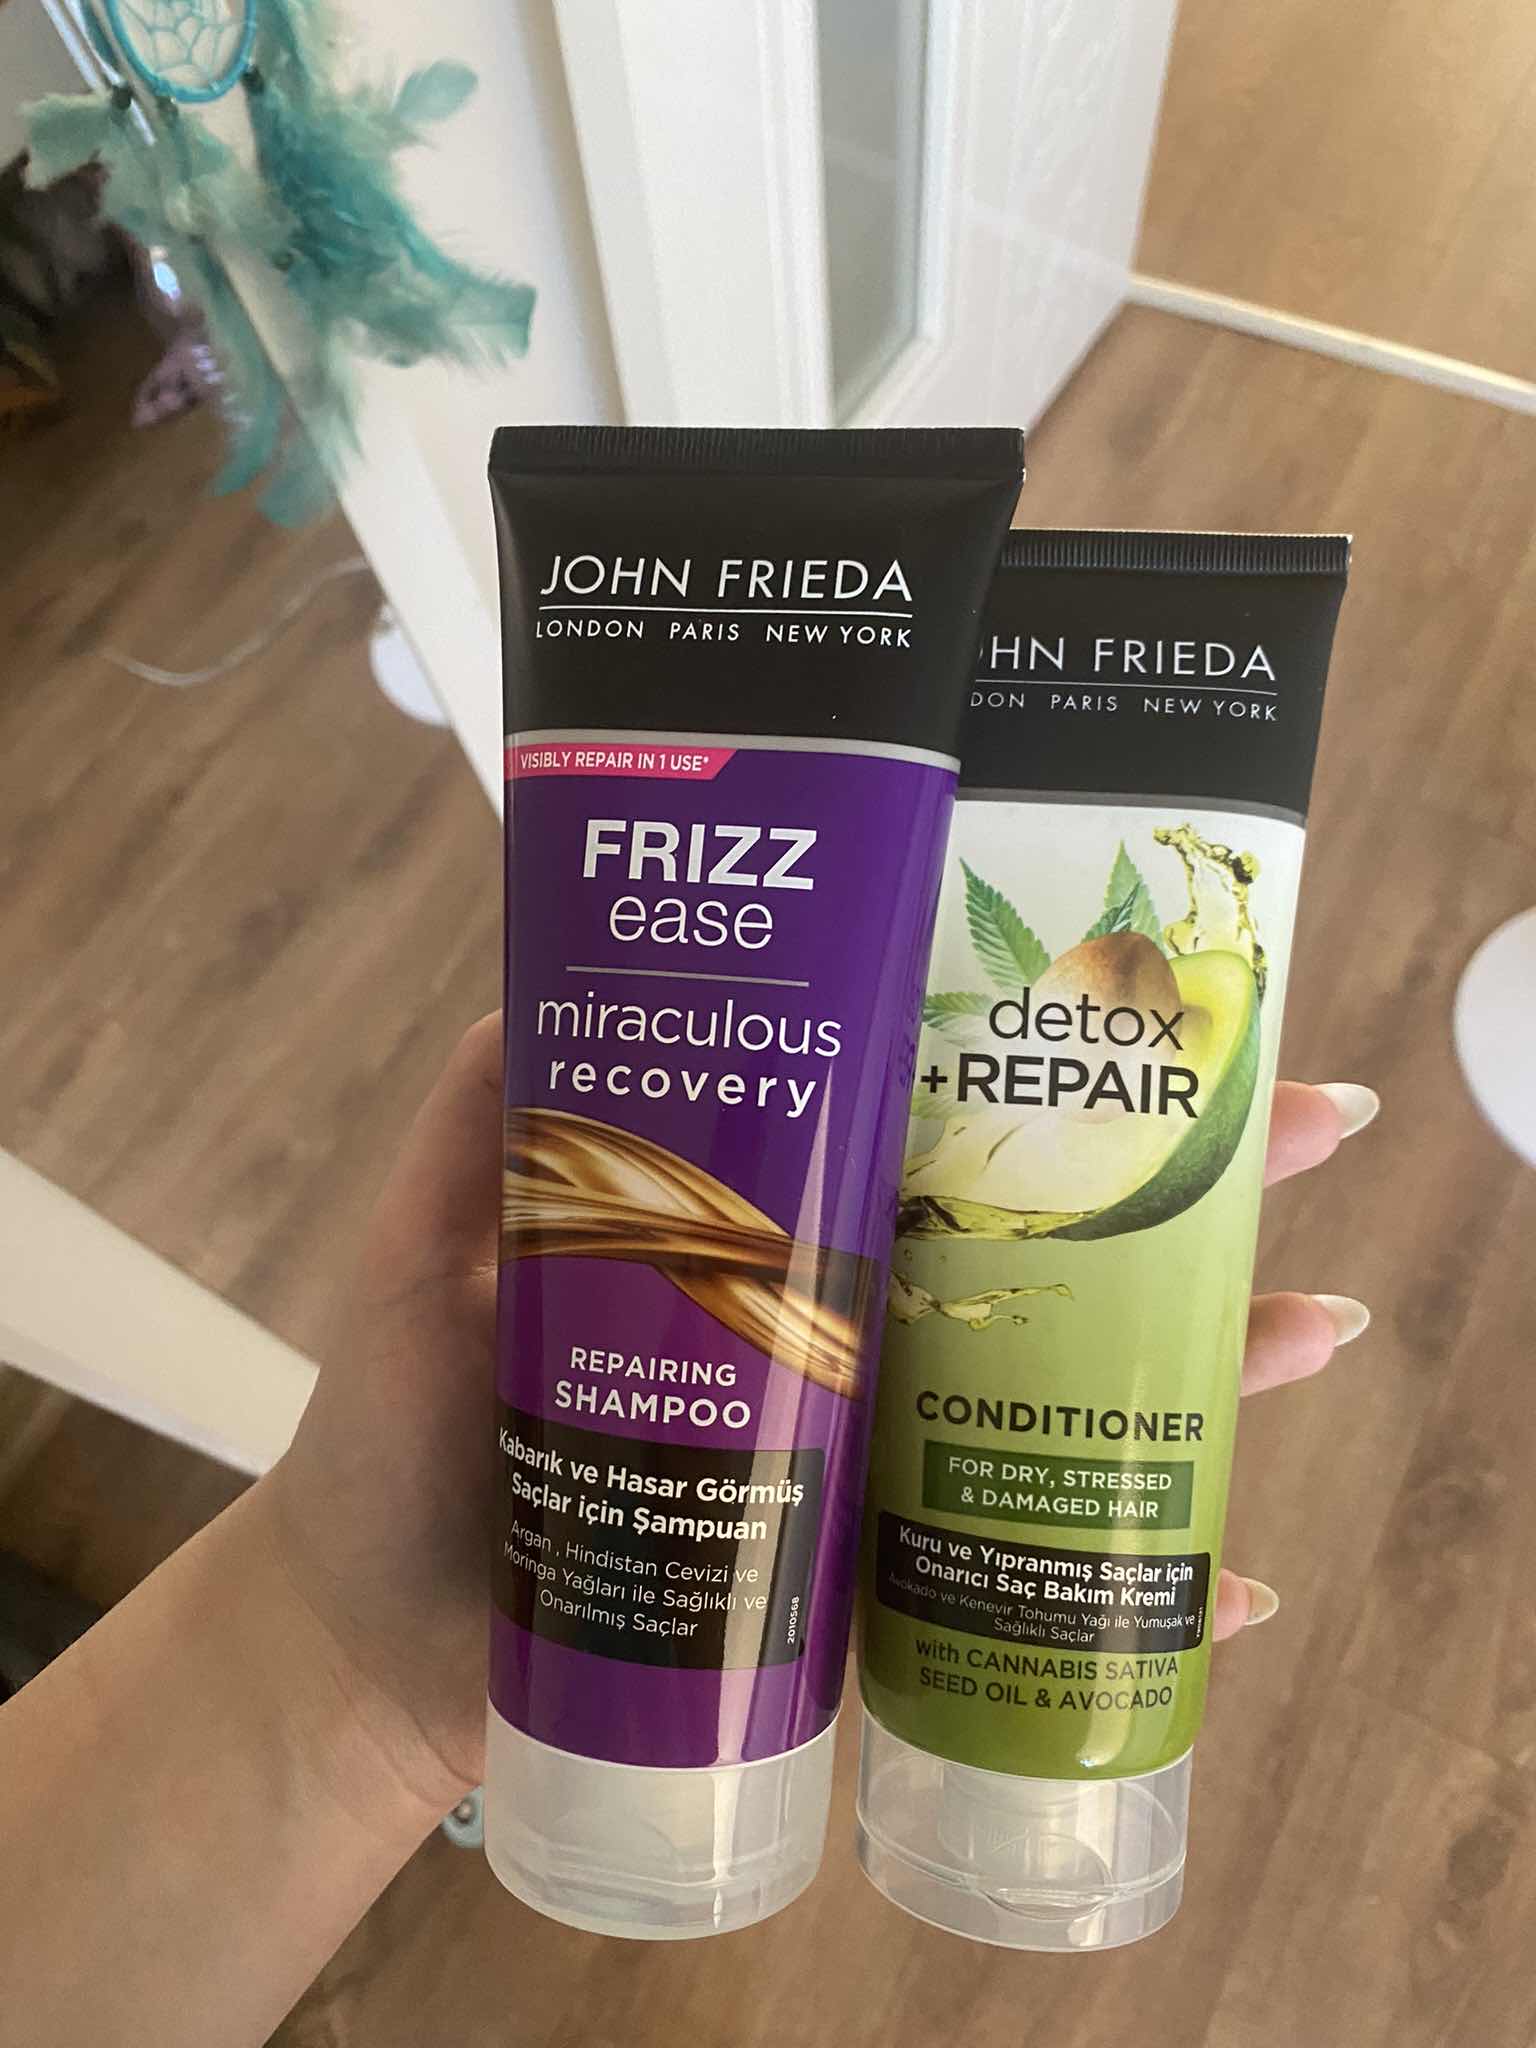 JOHN FRIEDA
LONDON PARIS NEW YORK
VISIBLY REPAIR IN 1 USE*
FRIZZ
ease
miraculous
recovery
REPAIRING
SHAMPOO
Kabarık ve Hasar Görmüş
Saçlar için Şampuan
Argan, Hindistan Cevizi ve
Moringa Yağları ile Sağlıklı ve
Onarılmış Saçlar
2010568
HN FRIEDA
DON PARIS NEW YORK
detox
+REPAIR
CONDITIONER
FOR DRY, STRESSED
& DAMAGED HAIR
Kuru ve Yıpranmış Saçlar için
Onarıcı Saç Bakım Kremi
Avokado ve Kenevir Tohumu Yağı ile Yumuşak ve
Sağlıklı Saçlar
with CANNABIS SATIVA
SEED OIL & AVOCADO